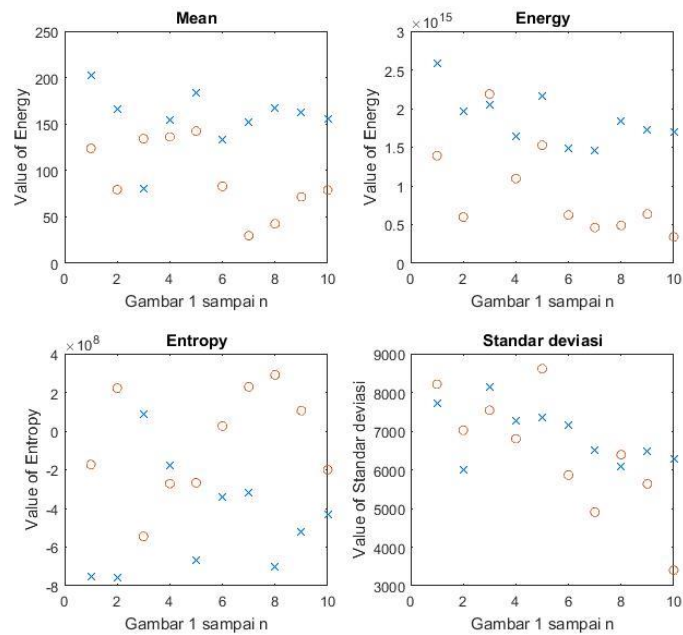 Mean
250
200
150
100
50
0
Value of Energy
0 2 4 6 8 10
Gambar 1 sampai n
Energy
×10^15
3
2.5
2
1.5
1
0.5
0
Value of Energy
0 2 4 6 8 10
Gambar 1 sampai n
Entropy
×10^8
4
2
0
-2
-4
-6
-8
Value of Entropy
0 2 4 6 8 10
Gambar 1 sampai n
Standar deviasi
9000
8000
7000
6000
5000
4000
3000
Value of Standar deviasi
0 2 4 6 8 10
Gambar 1 sampai n